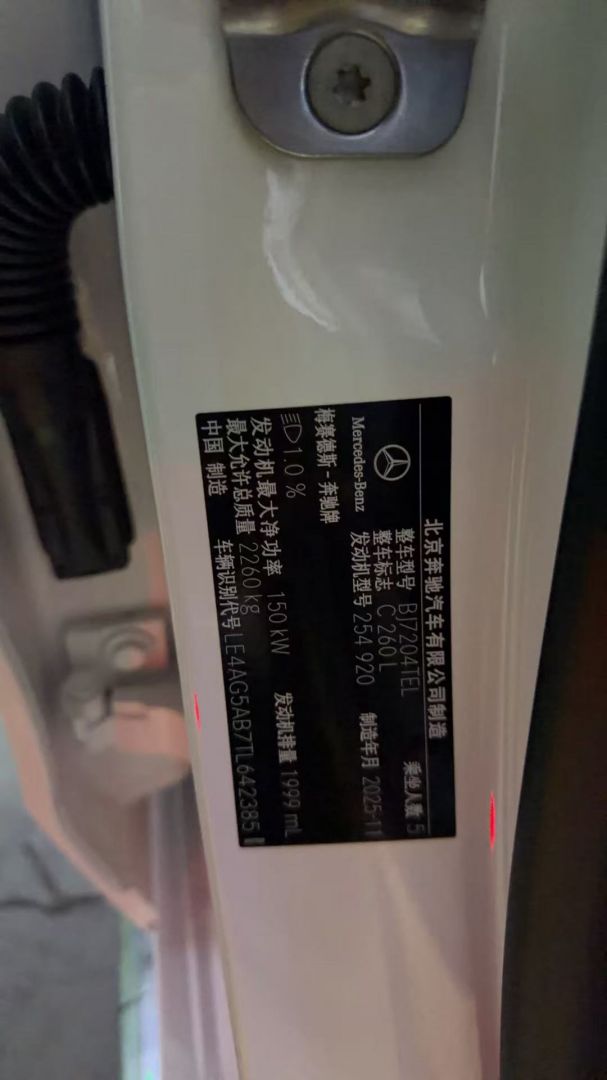 北京奔驰汽车有限公司制造
整车型号 BJ72041EL 乘坐人数 5
整车标志 C 260 L
Mercedes-Benz 发动机型号 254 920 制造年月 2025-11
梅赛德斯-奔驰牌
1.0 % 发动机排量 1999 mL
发动机最大净功率 150 kW
最大允许总质量 2260 kg
中国 制造 车辆识别代号 LE4AG5AB7TL642385